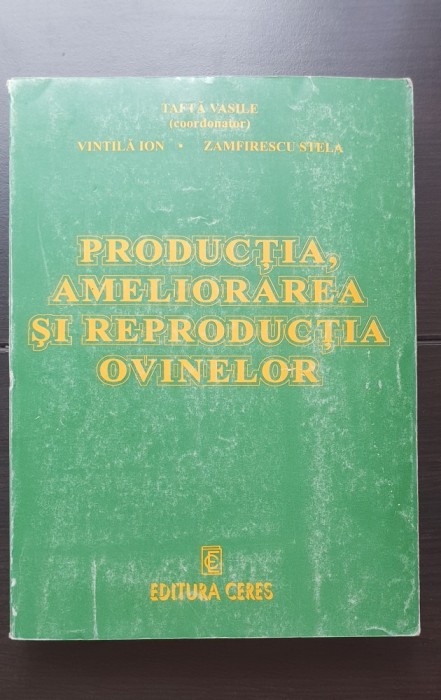 TAFTĂ VASILE
(coordonator)
VINTILĂ ION • ZAMFIRESCU STELA
PRODUCȚIA,
AMELIORAREA
ȘI REPRODUCȚIA
OVINELOR
EDITURA CERES